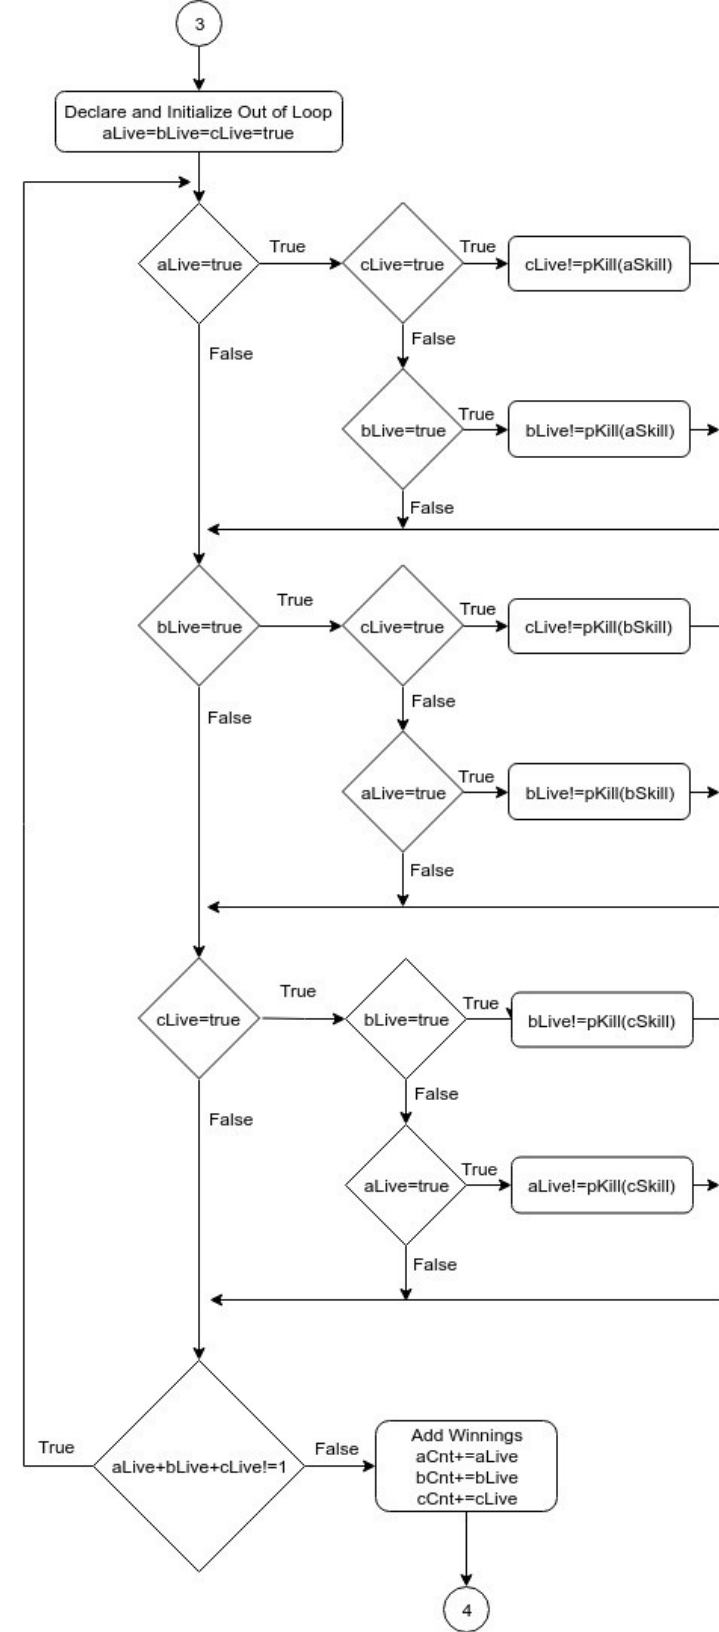 3
Declare and Initialize Out of Loop
aLive=bLive=cLive=true
aLive=true
True
cLive=true
True
cLive!=pKill(aSkill)
False
False
bLive=true
True
bLive!=pKill(aSkill)
False
bLive=true
True
cLive=true
True
cLive!=pKill(bSkill)
False
False
aLive=true
True
bLive!=pKill(bSkill)
False
cLive=true
True
bLive=true
True
bLive!=pKill(cSkill)
False
False
aLive=true
True
aLive!=pKill(cSkill)
False
True
aLive+bLive+cLive!=1
False
Add Winnings
aCnt+=aLive
bCnt+=bLive
cCnt+=cLive
4